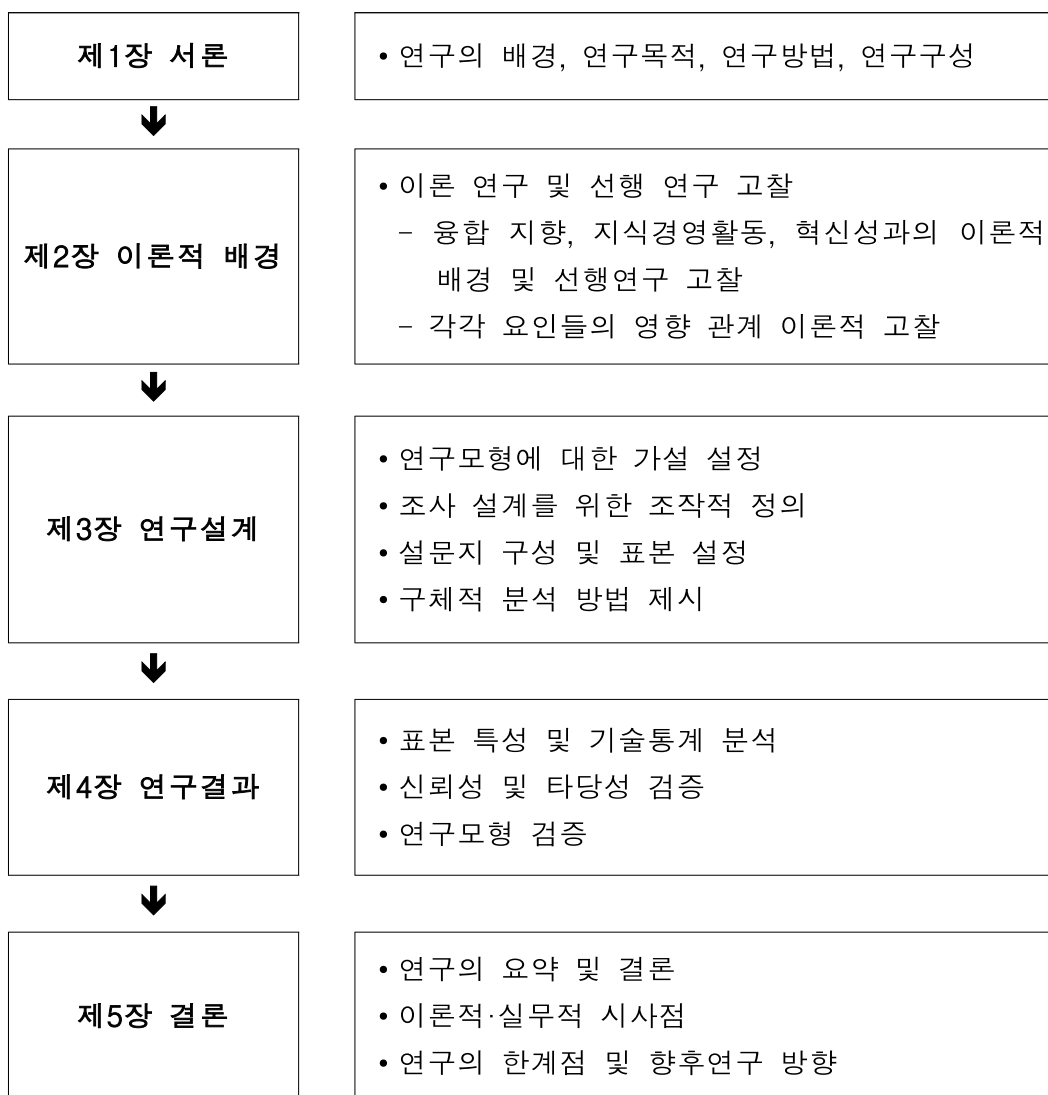 제1장 서론
• 연구의 배경, 연구목적, 연구방법, 연구구성
제2장 이론적 배경
• 이론 연구 및 선행 연구 고찰
– 융합 지향, 지식경영활동, 혁신성과의 이론적
배경 및 선행연구 고찰
– 각각 요인들의 영향 관계 이론적 고찰
제3장 연구설계
• 연구모형에 대한 가설 설정
• 조사 설계를 위한 조작적 정의
• 설문지 구성 및 표본 설정
• 구체적 분석 방법 제시
제4장 연구결과
• 표본 특성 및 기술통계 분석
• 신뢰성 및 타당성 검증
• 연구모형 검증
제5장 결론
• 연구의 요약 및 결론
• 이론적·실무적 시사점
• 연구의 한계점 및 향후연구 방향